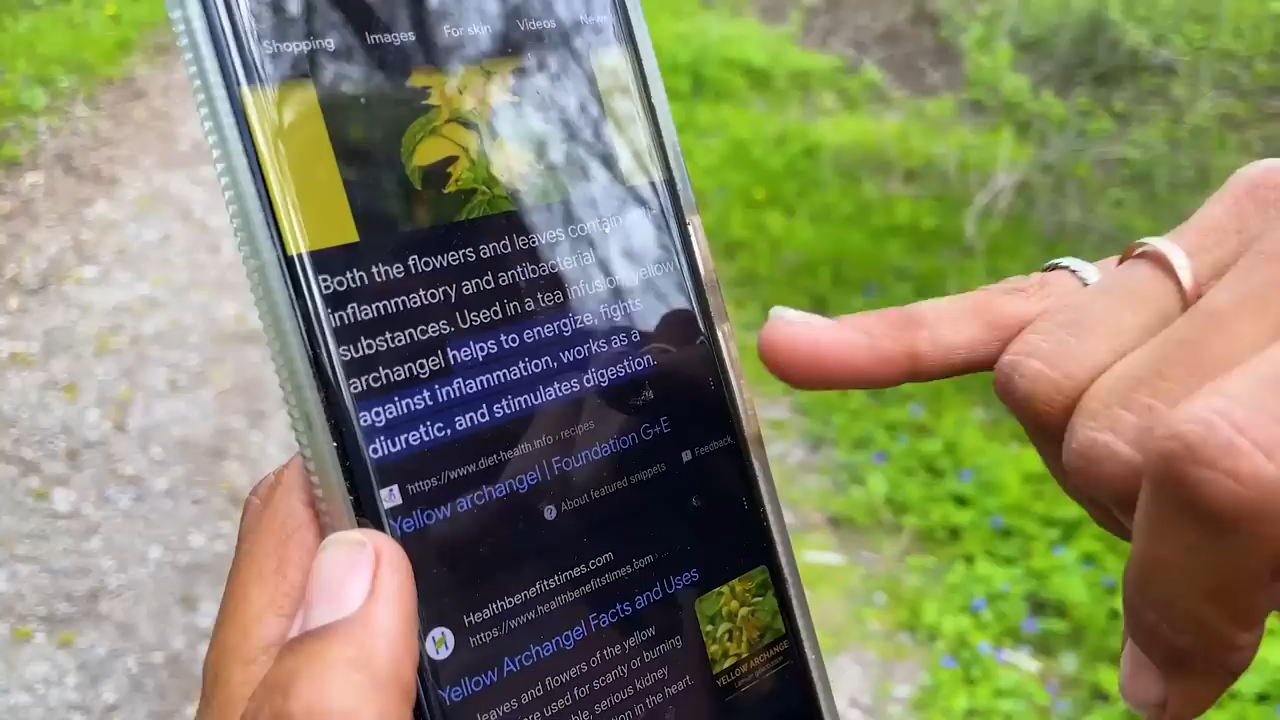 Shopping Images For skin Videos News
Both the flowers and leaves contain anti-
inflammatory and antibacterial
substances. Used in a tea infusion, yellow
archangel helps to energize, fights
against inflammation, works as a
diuretic, and stimulates digestion.
https://www.diet-health.info › recipes
Yellow archangel | Foundation G+E
About featured snippets
Feedback
Healthbenefitstimes.com
https://www.healthbenefitstimes.com › ...
Yellow Archangel Facts and Uses
leaves and flowers of the yellow
are used for scanty or burning
serious kidney
in the heart.
YELLOW ARCHANGE